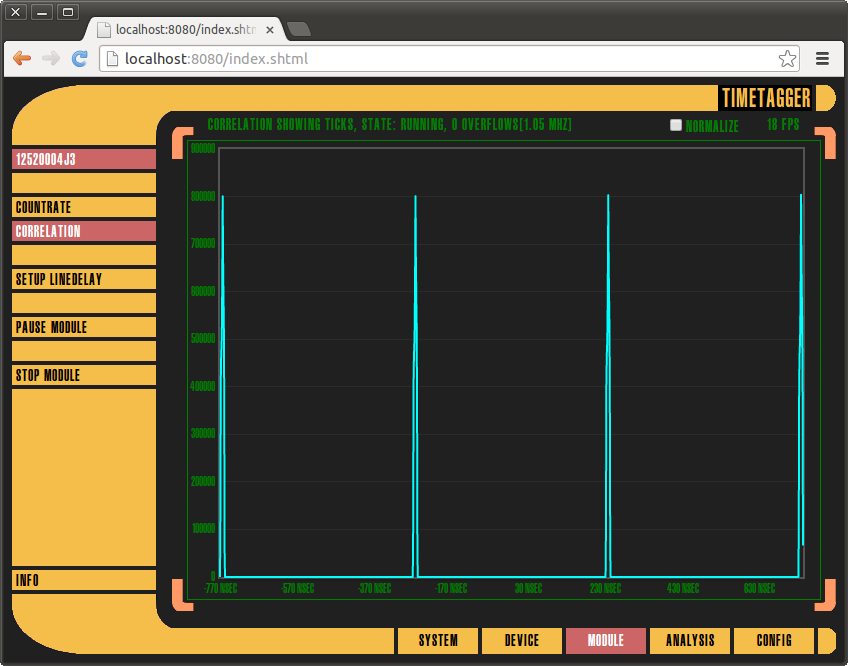 localhost:8080/index.shtm
localhost:8080/index.shtml
TIMETAGGER
CORRELATION SHOWING TICKS, STATE: RUNNING, 0 OVERFLOWS[1.05 MHZ]
NORMALIZE
18 FPS
12520004J3
COUNTRATE
CORRELATION
SETUP LINEDELAY
PAUSE MODULE
STOP MODULE
INFO
800000
700000
600000
500000
400000
300000
200000
100000
0
-770 NSEC
-570 NSEC
-370 NSEC
-170 NSEC
30 NSEC
230 NSEC
430 NSEC
630 NSEC
SYSTEM
DEVICE
MODULE
ANALYSIS
CONFIG